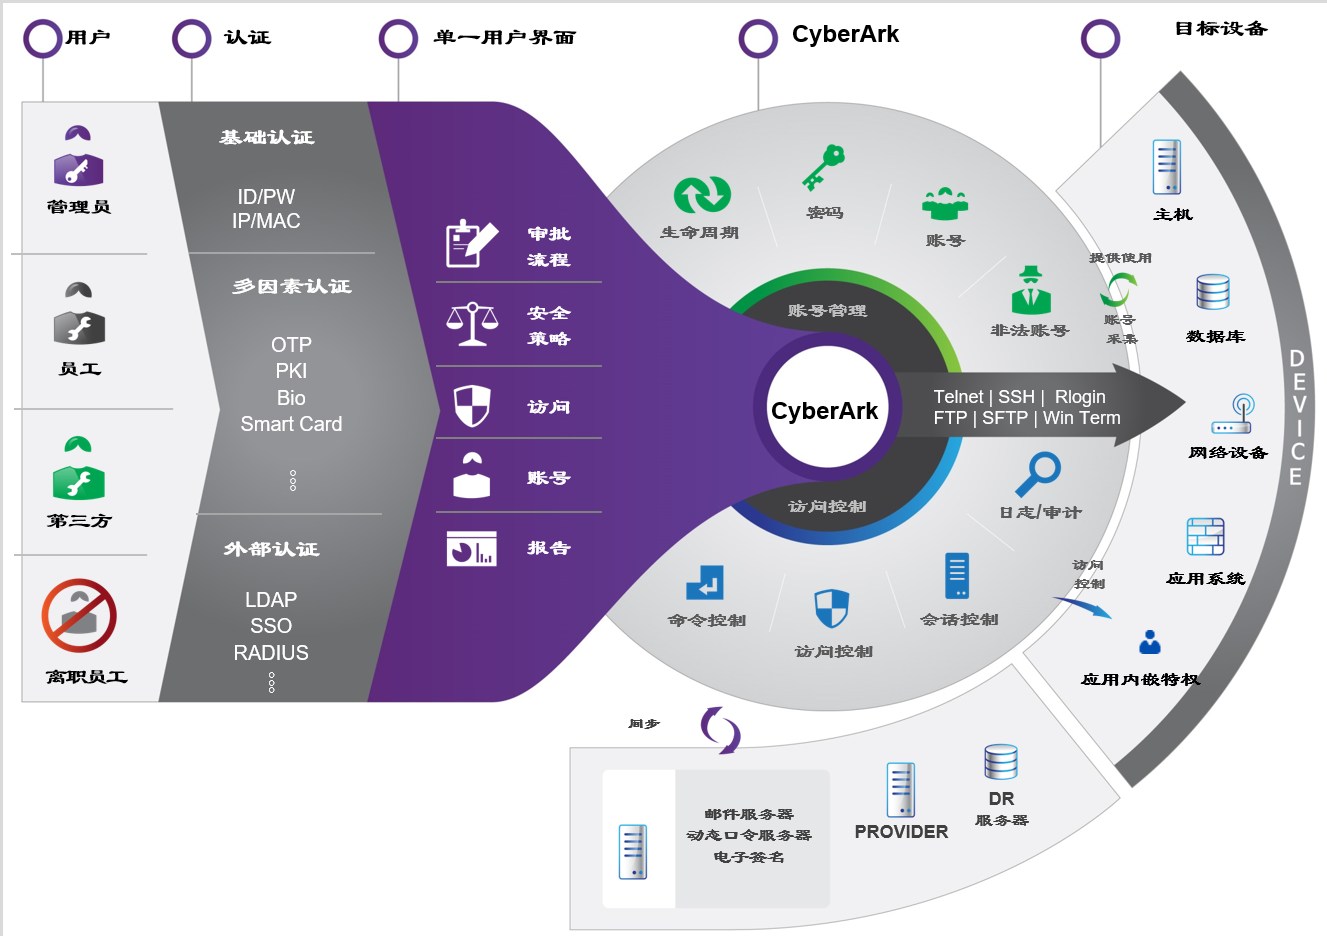 用户
认证
单一用户界面
CyberArk
目标设备
管理员
员工
第三方
离职员工
基础认证
ID/PW
IP/MAC
多因素认证
OTP
PKI
Bio
Smart Card
外部认证
LDAP
SSO
RADIUS
审批
流程
安全
策略
访问
账号
报告
生命周期
密码
账号
非法账号
账号管理
CyberArk
Telnet | SSH | Rlogin
FTP | SFTP | Win Term
访问控制
日志/审计
会话控制
访问控制
命令控制
提供使用
账号
采集
访问
控制
主机
数据库
网络设备
应用系统
应用内嵌特权
DEVICE
同步
邮件服务器
动态口令服务器
电子签名
PROVIDER
DR
服务器